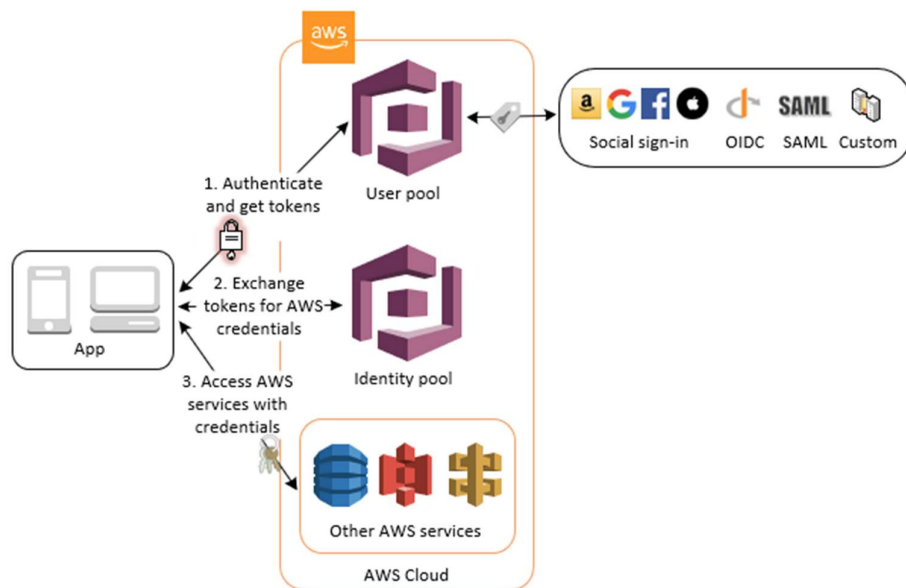 aws
1. Authenticate
and get tokens
User pool
a
G
f
Social sign-in
OIDC
SAML
SAML
Custom
2. Exchange
tokens for AWS
credentials
App
Identity pool
3. Access AWS
services with
credentials
Other AWS services
AWS Cloud